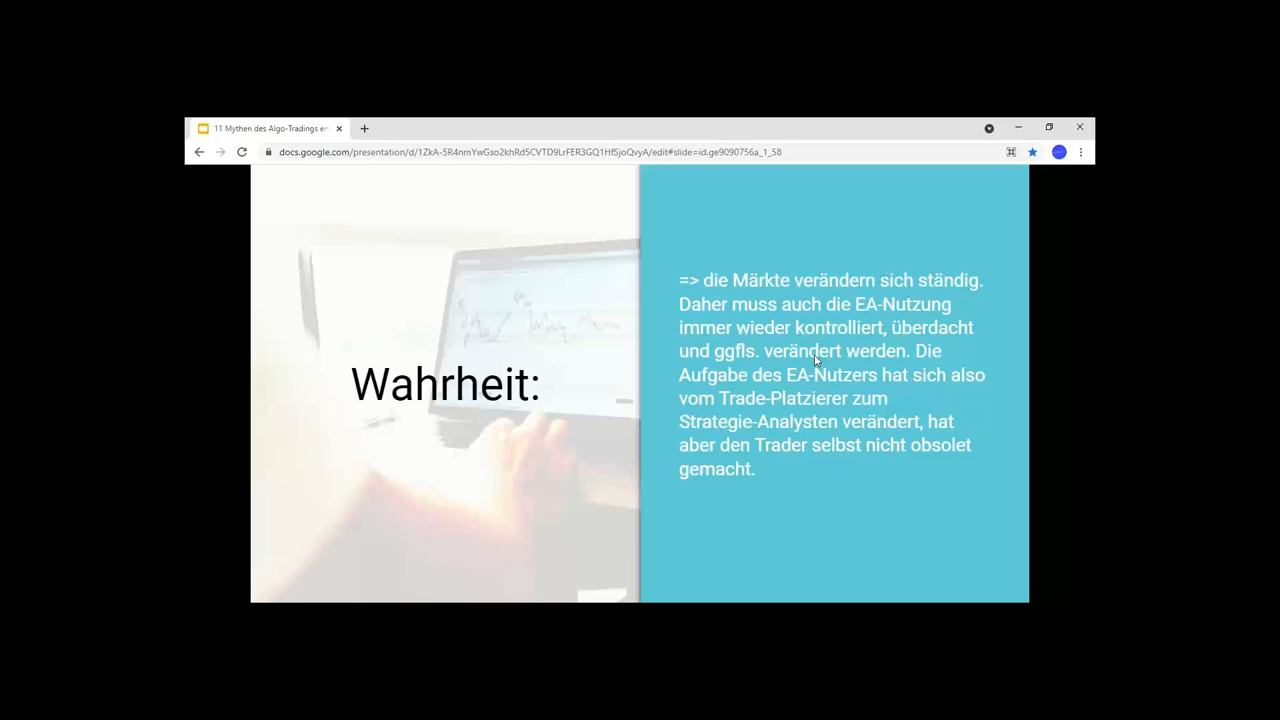 11 Mythen des Algo-Tradings en
docs.google.com/presentation/d/1ZkA-5R4nmYwGso2khRd5CVTD9LrFER3GQ1HfSjoQvyA/edit#slide=id.ge9090756a_1_58
Wahrheit:
=> die Märkte verändern sich ständig.
Daher muss auch die EA-Nutzung
immer wieder kontrolliert, überdacht
und ggfls. verändert werden. Die
Aufgabe des EA-Nutzers hat sich also
vom Trade-Platzierer zum
Strategie-Analysten verändert, hat
aber den Trader selbst nicht obsolet
gemacht.